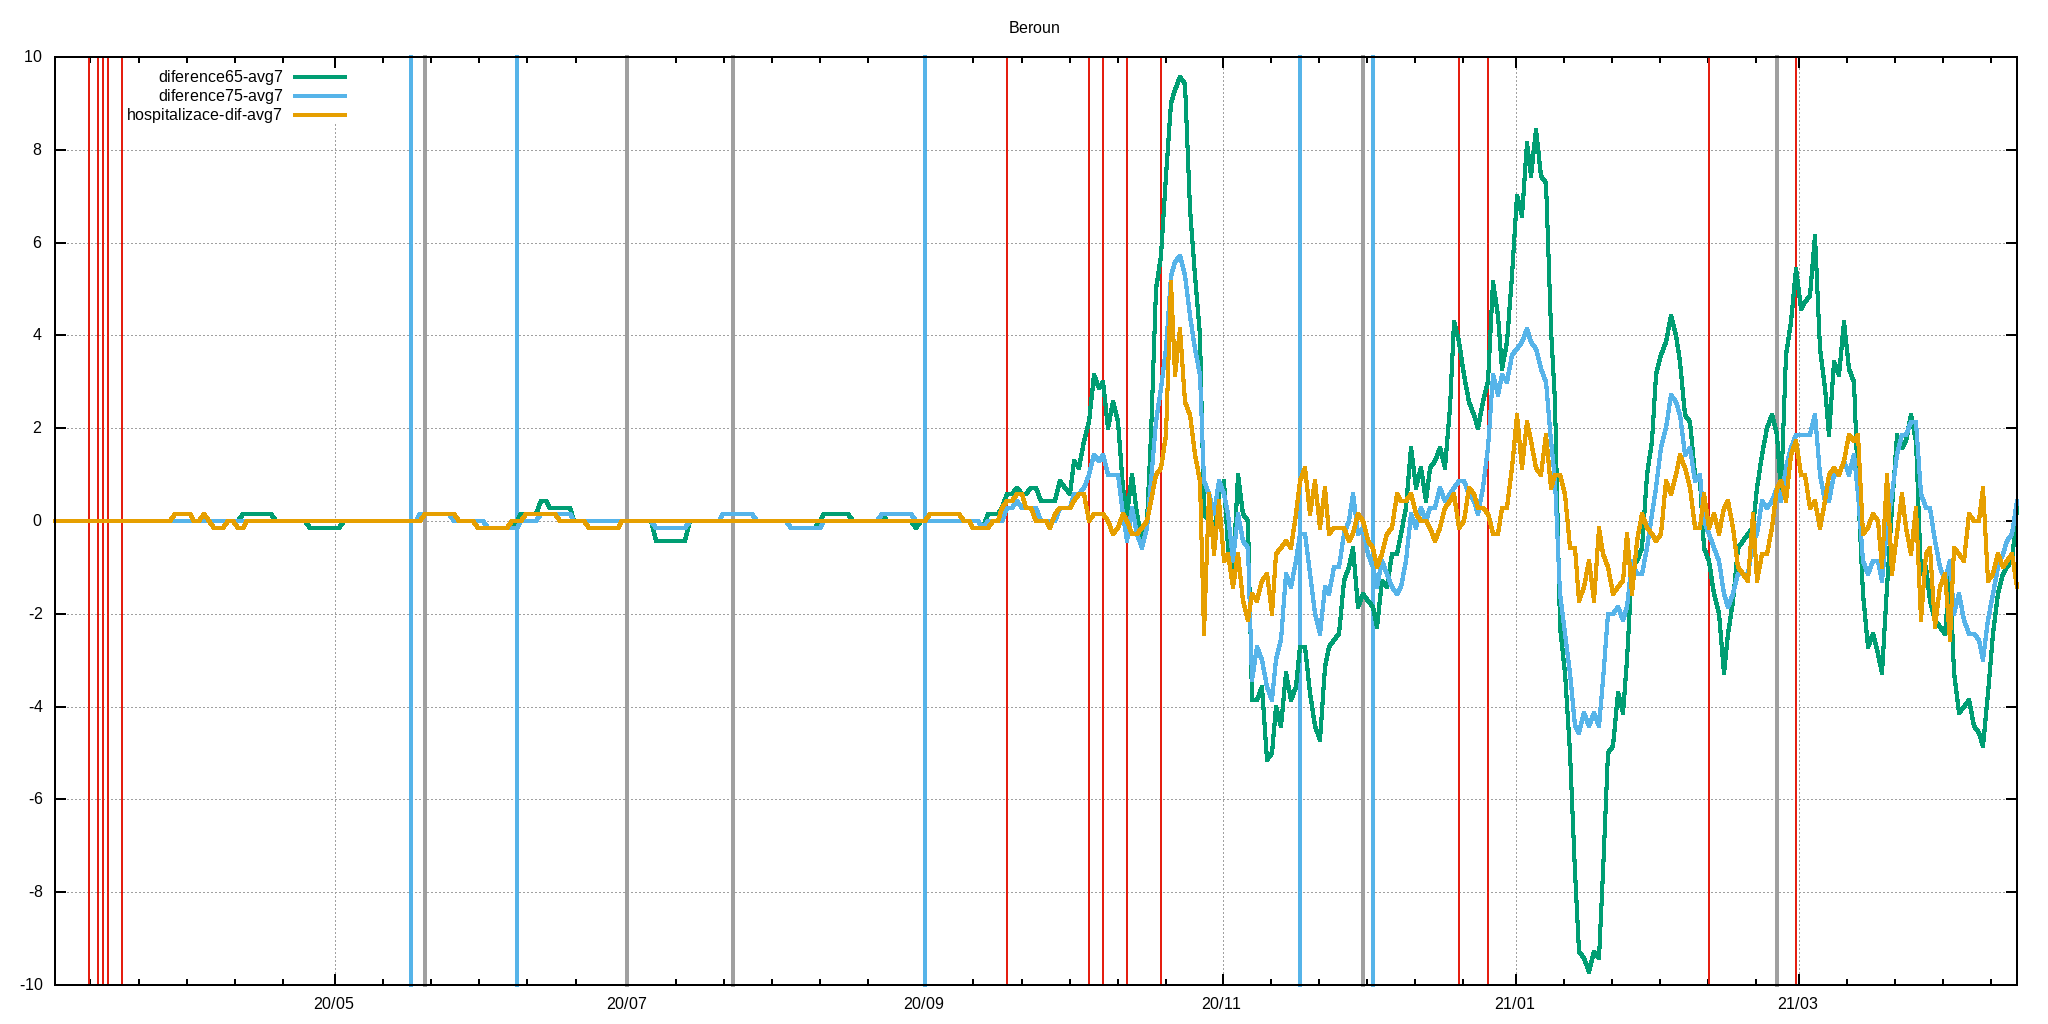 Beroun
diference65-avg7
diference75-avg7
hospitalizace-dif-avg7
10
8
6
4
2
0
-2
-4
-6
-8
-10
20/05 20/07 20/09 20/11 21/01 21/03